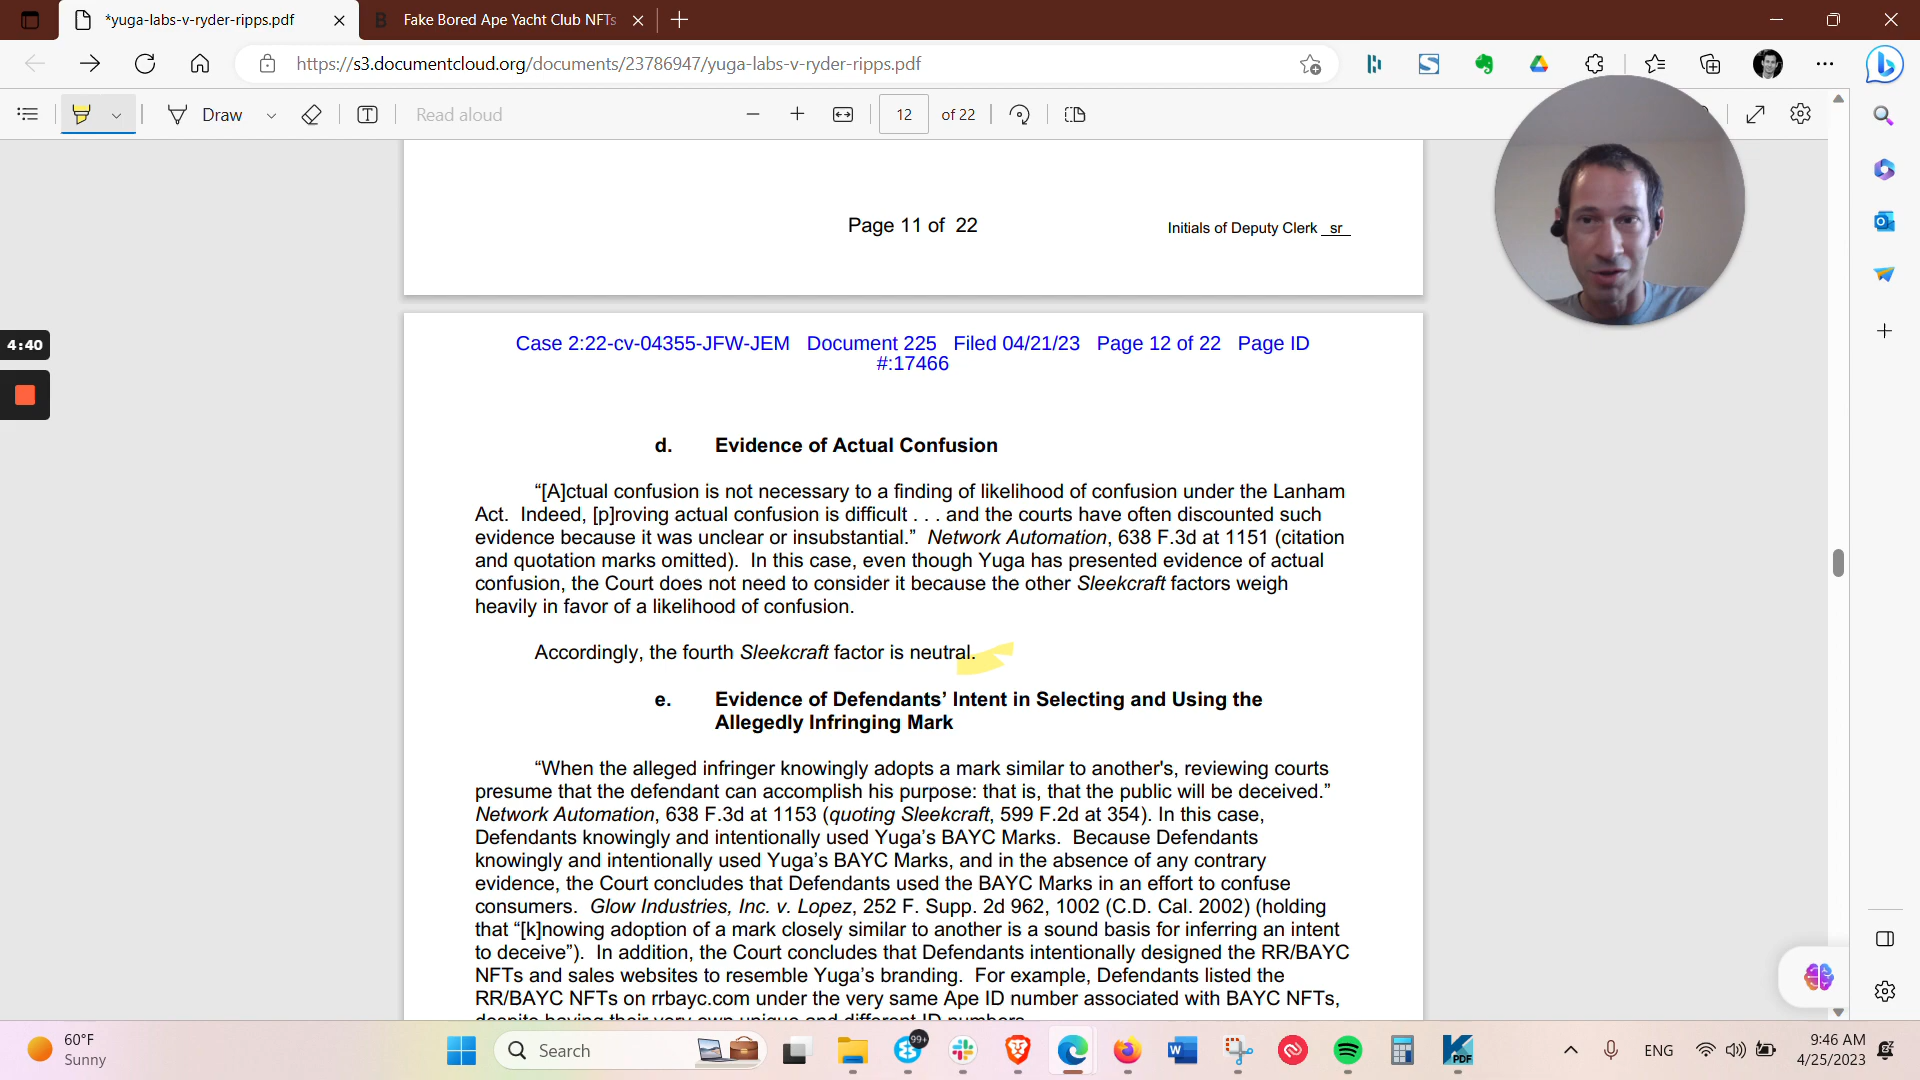 *yuga-labs-v-ryder-ripps.pdf
Fake Bored Ape Yacht Club NFTs
https://s3.documentcloud.org/documents/23786947/yuga-labs-v-ryder-ripps.pdf
Draw
Read aloud
12 of 22
Page 11 of 22
Initials of Deputy Clerk sr
4:40
Case 2:22-cv-04355-JFW-JEM Document 225 Filed 04/21/23 Page 12 of 22 Page ID
#:17466
d. Evidence of Actual Confusion
“[A]ctual confusion is not necessary to a finding of likelihood of confusion under the Lanham
Act. Indeed, [p]roving actual confusion is difficult . . . and the courts have often discounted such
evidence because it was unclear or insubstantial.” Network Automation, 638 F.3d at 1151 (citation
and quotation marks omitted). In this case, even though Yuga has presented evidence of actual
confusion, the Court does not need to consider it because the other Sleekcraft factors weigh
heavily in favor of a likelihood of confusion.
Accordingly, the fourth Sleekcraft factor is neutral.
e. Evidence of Defendants’ Intent in Selecting and Using the
Allegedly Infringing Mark
“When the alleged infringer knowingly adopts a mark similar to another's, reviewing courts
presume that the defendant can accomplish his purpose: that is, that the public will be deceived.”
Network Automation, 638 F.3d at 1153 (quoting Sleekcraft, 599 F.2d at 354). In this case,
Defendants knowingly and intentionally used Yuga’s BAYC Marks. Because Defendants
knowingly and intentionally used Yuga’s BAYC Marks, and in the absence of any contrary
evidence, the Court concludes that Defendants used the BAYC Marks in an effort to confuse
consumers. Glow Industries, Inc. v. Lopez, 252 F. Supp. 2d 962, 1002 (C.D. Cal. 2002) (holding
that “[k]nowing adoption of a mark closely similar to another is a sound basis for inferring an intent
to deceive”). In addition, the Court concludes that Defendants intentionally designed the RR/BAYC
NFTs and sales websites to resemble Yuga’s branding. For example, Defendants listed the
RR/BAYC NFTs on rrbayc.com under the very same Ape ID number associated with BAYC NFTs,
despite having their very own unique and different ID numbers.
60°F
Sunny
Search
99+
W
PDF
ENG
9:46 AM
4/25/2023